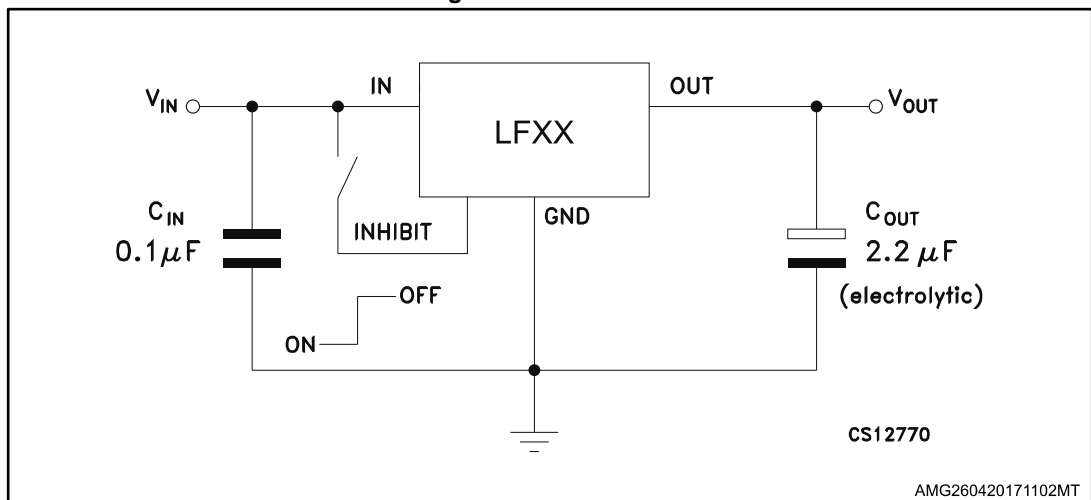 V_IN
IN
OUT
V_OUT
LFXX
GND
INHIBIT
C_IN
0.1μF
C_OUT
2.2 μF
(electrolytic)
OFF
ON
CS12770
AMG260420171102MT